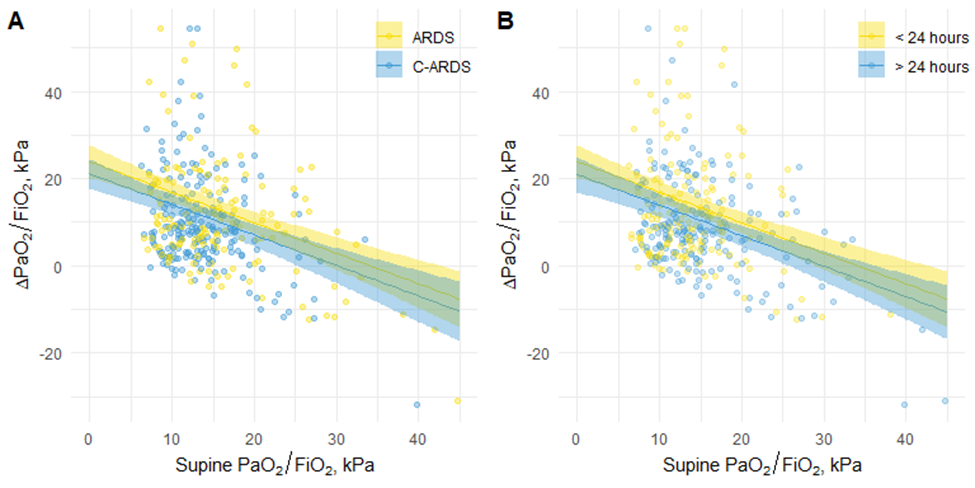 A
ARDS
C-ARDS
ΔPaO₂/FiO₂, kPa
40
20
0
-20
0 10 20 30 40
Supine PaO₂/FiO₂, kPa
B
< 24 hours
> 24 hours
ΔPaO₂/FiO₂, kPa
40
20
0
-20
0 10 20 30 40
Supine PaO₂/FiO₂, kPa